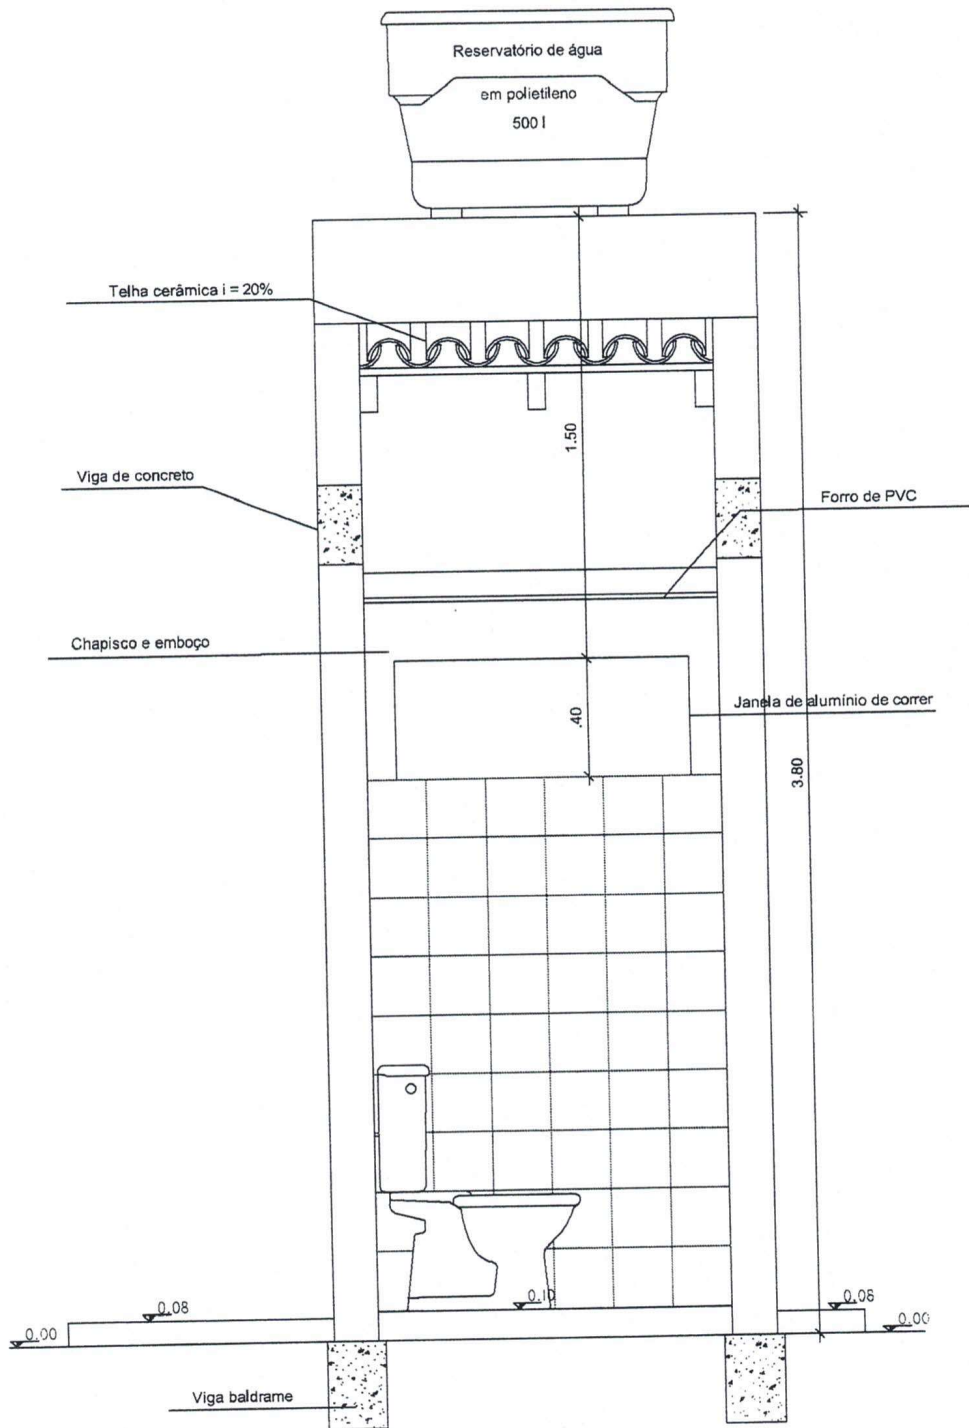 Reservatório de água
em polietileno
500 l
Telha cerâmica i = 20%
1.50
Viga de concreto
Forro de PVC
Chapisco e emboço
Janela de alumínio de correr
.40
3.80
0.08
0.10
0.08
0.00
0.00
Viga baldrame